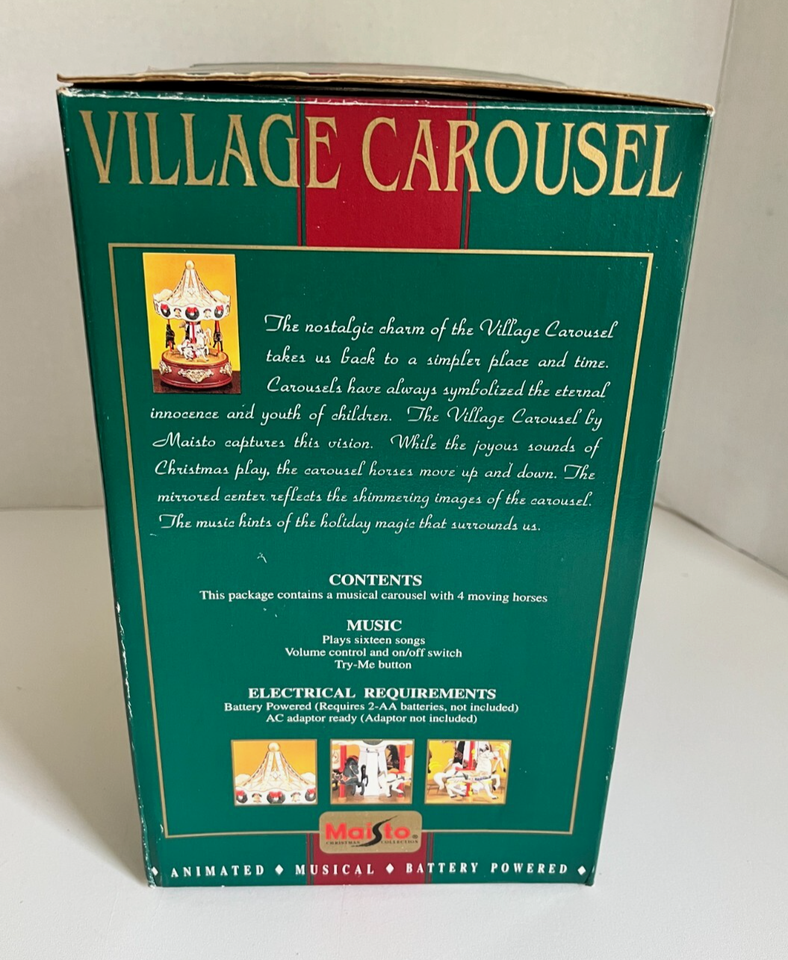 VILLAGE CAROUSEL
The nostalgic charm of the Village Carousel
takes us back to a simpler place and time.
Carousels have always symbolized the eternal
innocence and youth of children. The Village Carousel by
Maisto captures this vision. While the joyous sounds of
Christmas play, the carousel horses move up and down. The
mirrored center reflects the shimmering images of the carousel.
The music hints of the holiday magic that surrounds us.
CONTENTS
This package contains a musical carousel with 4 moving horses
MUSIC
Plays sixteen songs
Volume control and on/off switch
Try-Me button
ELECTRICAL REQUIREMENTS
Battery Powered (Requires 2-AA batteries, not included)
AC adaptor ready (Adaptor not included)
Maisto®
CHRISTMAS COLLECTION
♦ ANIMATED ♦ MUSICAL ♦ BATTERY POWERED ♦